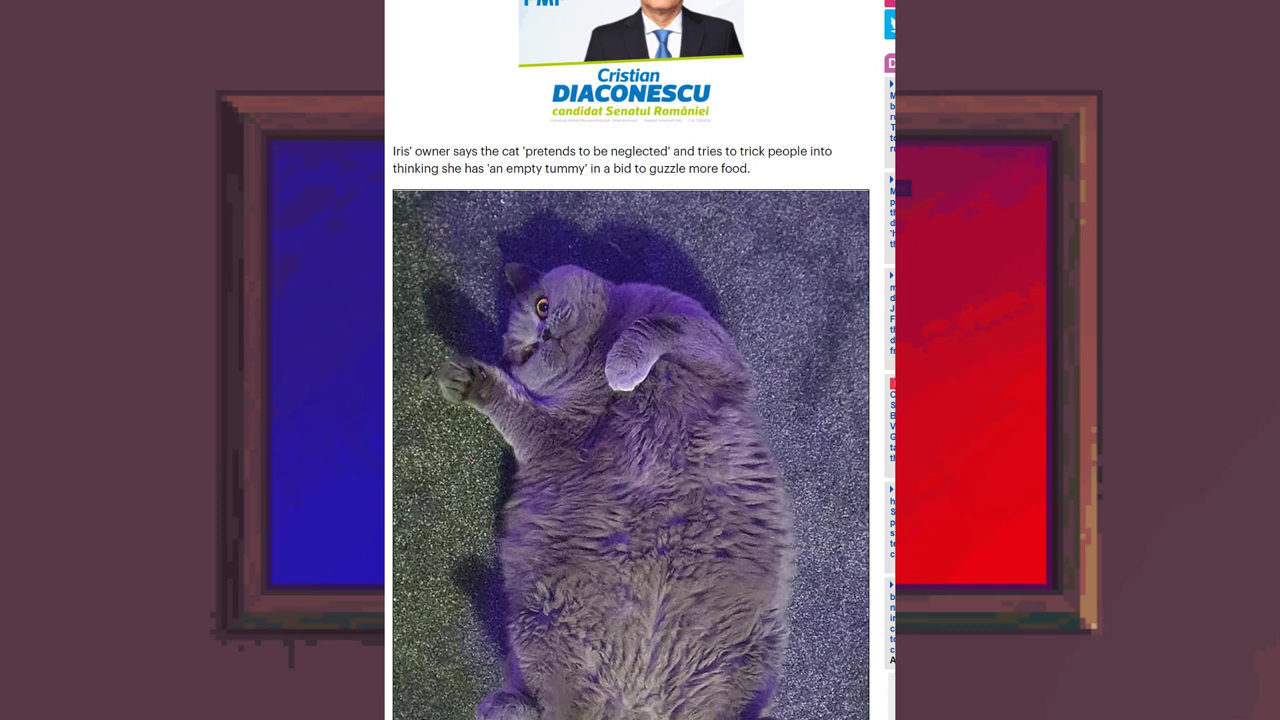 PMP
Cristian
DIACONESCU
candidat Senatul României
Iris' owner says the cat 'pretends to be neglected' and tries to trick people into
thinking she has 'an empty tummy' in a bid to guzzle more food.